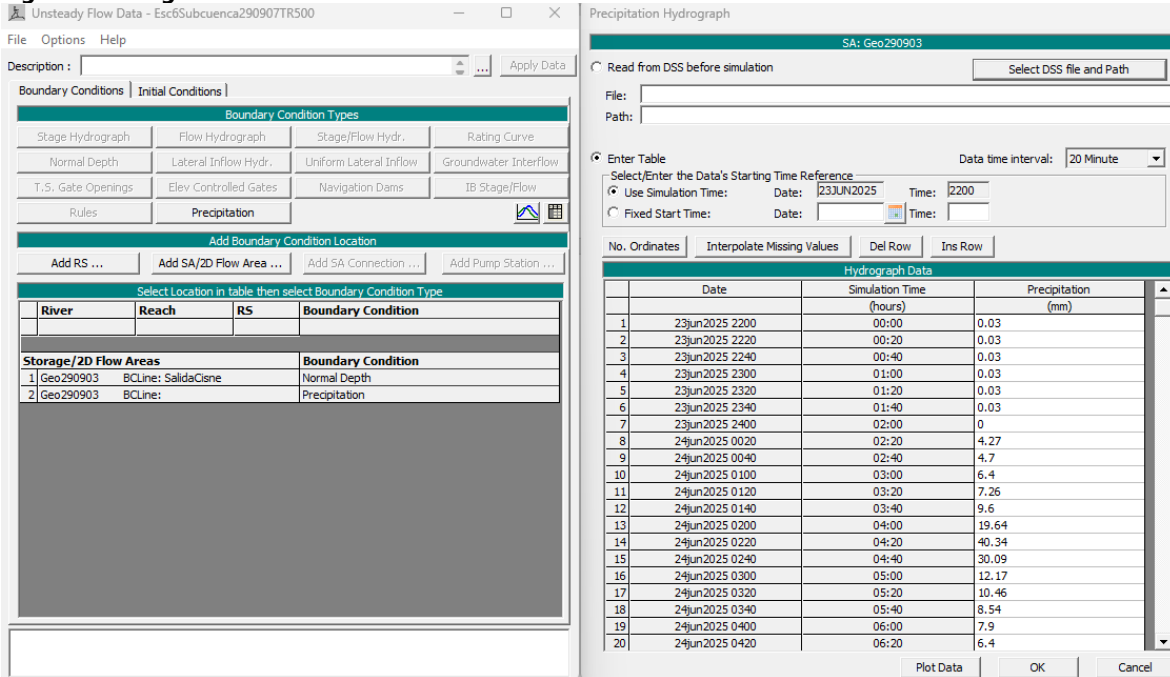 Unsteady Flow Data - Esc6Subcuenca290907TR500
File Options Help
Description :
... Apply Data
Boundary Conditions Initial Conditions
Boundary Condition Types
Stage Hydrograph Flow Hydrograph Stage/Flow Hydr. Rating Curve
Normal Depth Lateral Inflow Hydr. Uniform Lateral Inflow Groundwater Interflow
T.S. Gate Openings Elev Controlled Gates Navigation Dams IB Stage/Flow
Rules Precipitation
Add Boundary Condition Location
Add RS ... Add SA/2D Flow Area ... Add SA Connection ... Add Pump Station ...
Select Location in table then select Boundary Condition Type
River Reach RS Boundary Condition
Storage/2D Flow Areas Boundary Condition
1 Geo290903 BCLine: SalidaCisne Normal Depth
2 Geo290903 BCLine: Precipitation
Precipitation Hydrograph
SA: Geo290903
Read from DSS before simulation Select DSS file and Path
File:
Path:
Enter Table Data time interval: 20 Minute
Select/Enter the Data's Starting Time Reference
Use Simulation Time: Date: 23JUN2025 Time: 2200
Fixed Start Time: Date: Time:
No. Ordinates Interpolate Missing Values Del Row Ins Row
Hydrograph Data
Date Simulation Time Precipitation
(hours) (mm)
1 23jun2025 2200 00:00 0.03
2 23jun2025 2220 00:20 0.03
3 23jun2025 2240 00:40 0.03
4 23jun2025 2300 01:00 0.03
5 23jun2025 2320 01:20 0.03
6 23jun2025 2340 01:40 0.03
7 23jun2025 2400 02:00 0
8 24jun2025 0020 02:20 4.27
9 24jun2025 0040 02:40 4.7
10 24jun2025 0100 03:00 6.4
11 24jun2025 0120 03:20 7.26
12 24jun2025 0140 03:40 9.6
13 24jun2025 0200 04:00 19.64
14 24jun2025 0220 04:20 40.34
15 24jun2025 0240 04:40 30.09
16 24jun2025 0300 05:00 12.17
17 24jun2025 0320 05:20 10.46
18 24jun2025 0340 05:40 8.54
19 24jun2025 0400 06:00 7.9
20 24jun2025 0420 06:20 6.4
Plot Data OK Cancel